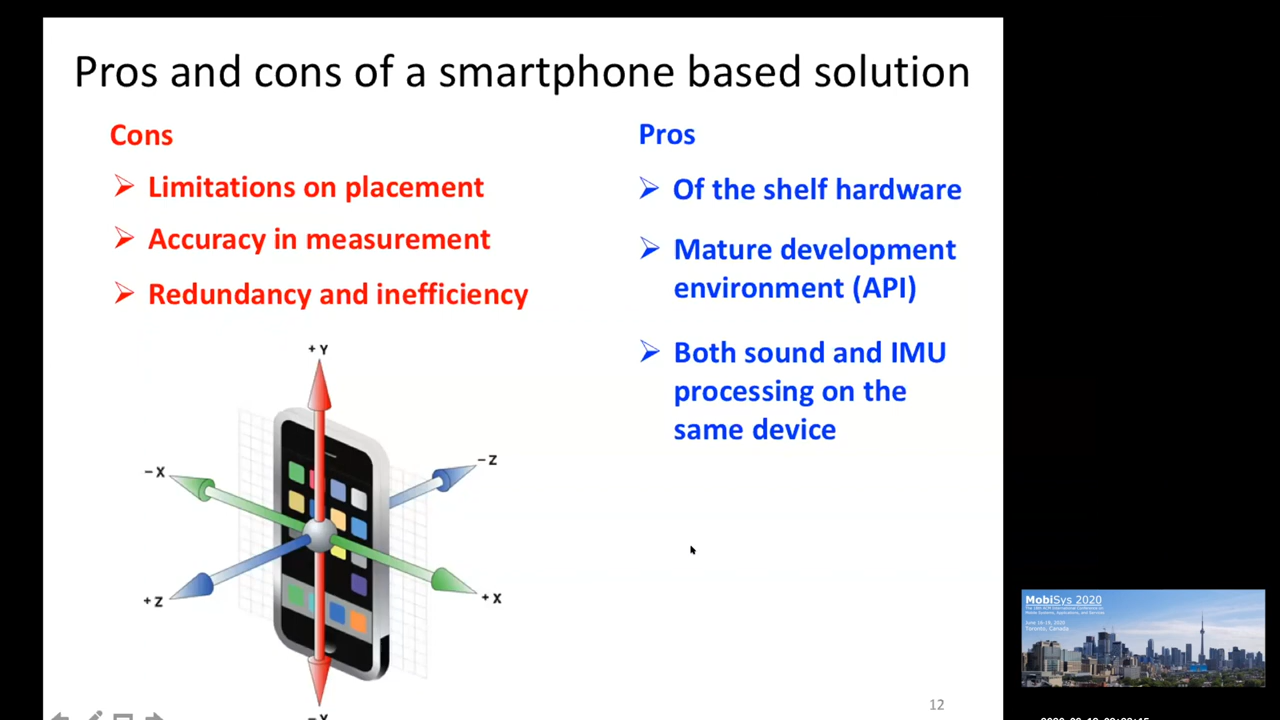 Pros and cons of a smartphone based solution
Cons
Limitations on placement
Accuracy in measurement
Redundancy and inefficiency
Pros
Of the shelf hardware
Mature development
environment (API)
Both sound and IMU
processing on the
same device
+Y
-X
-Z
+Z
+X
12
MobiSys 2020
June 15-19, 2020
Toronto, Canada